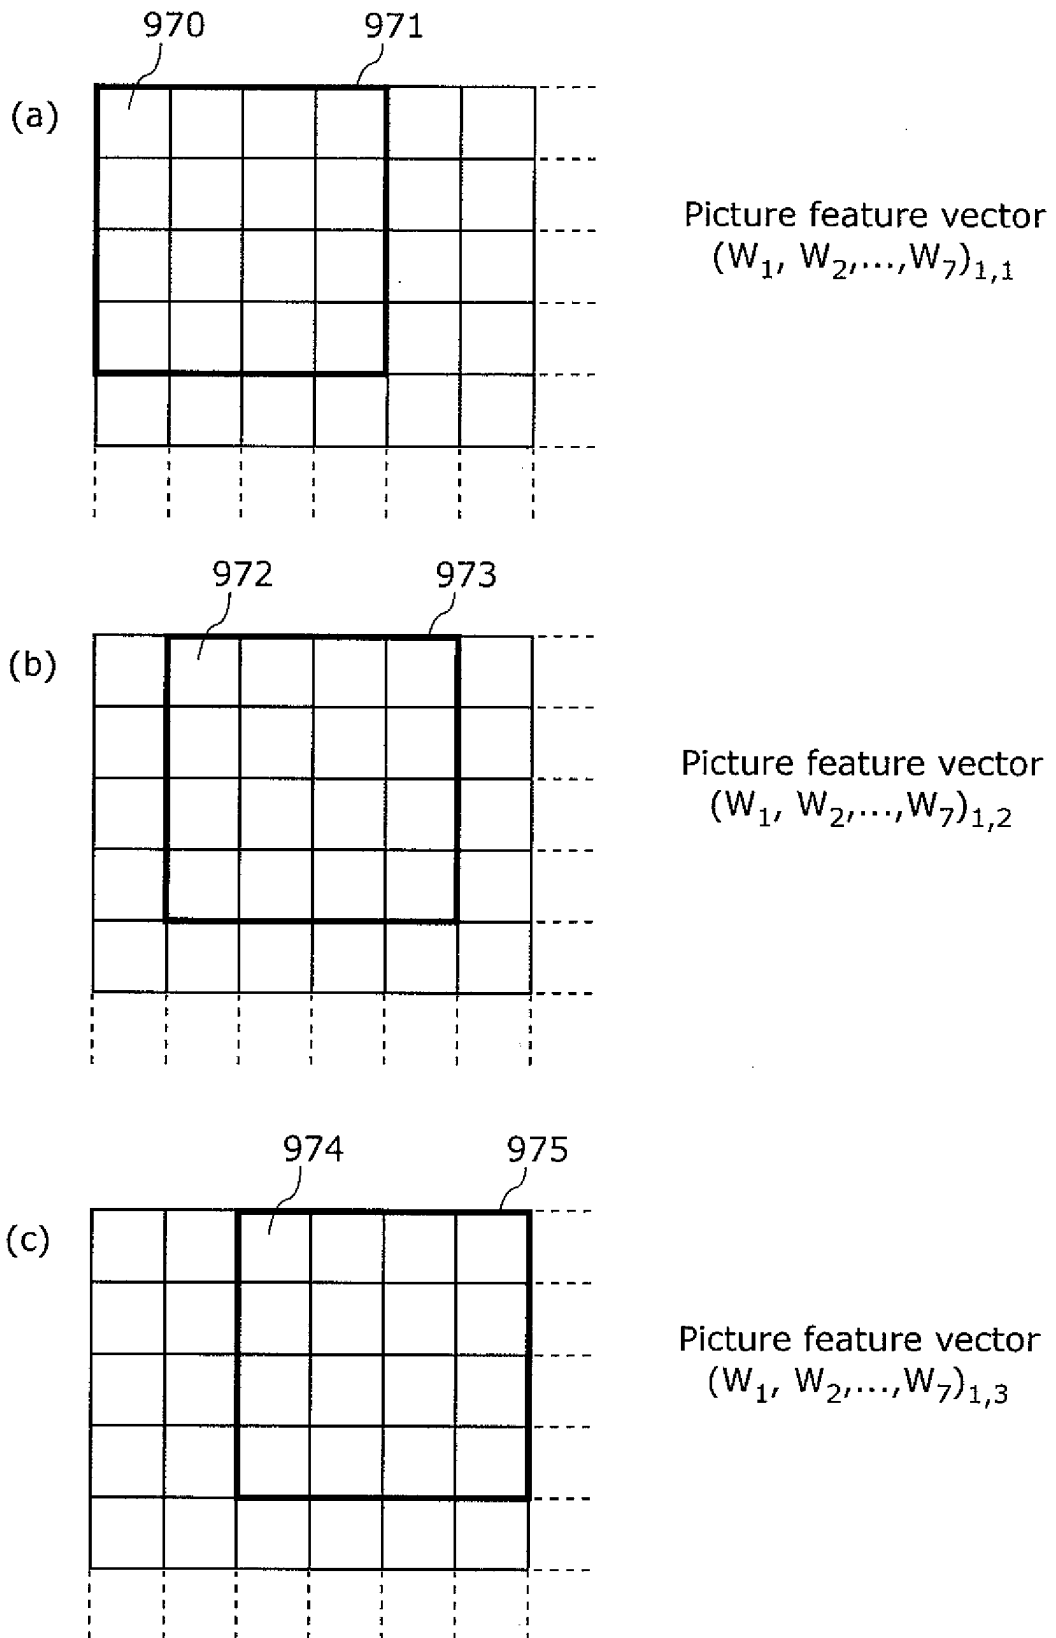 970 971
(a)
Picture feature vector
(W₁, W₂,...,W₇)₁,₁
972 973
(b)
Picture feature vector
(W₁, W₂,...,W₇)₁,₂
974 975
(c)
Picture feature vector
(W₁, W₂,...,W₇)₁,₃